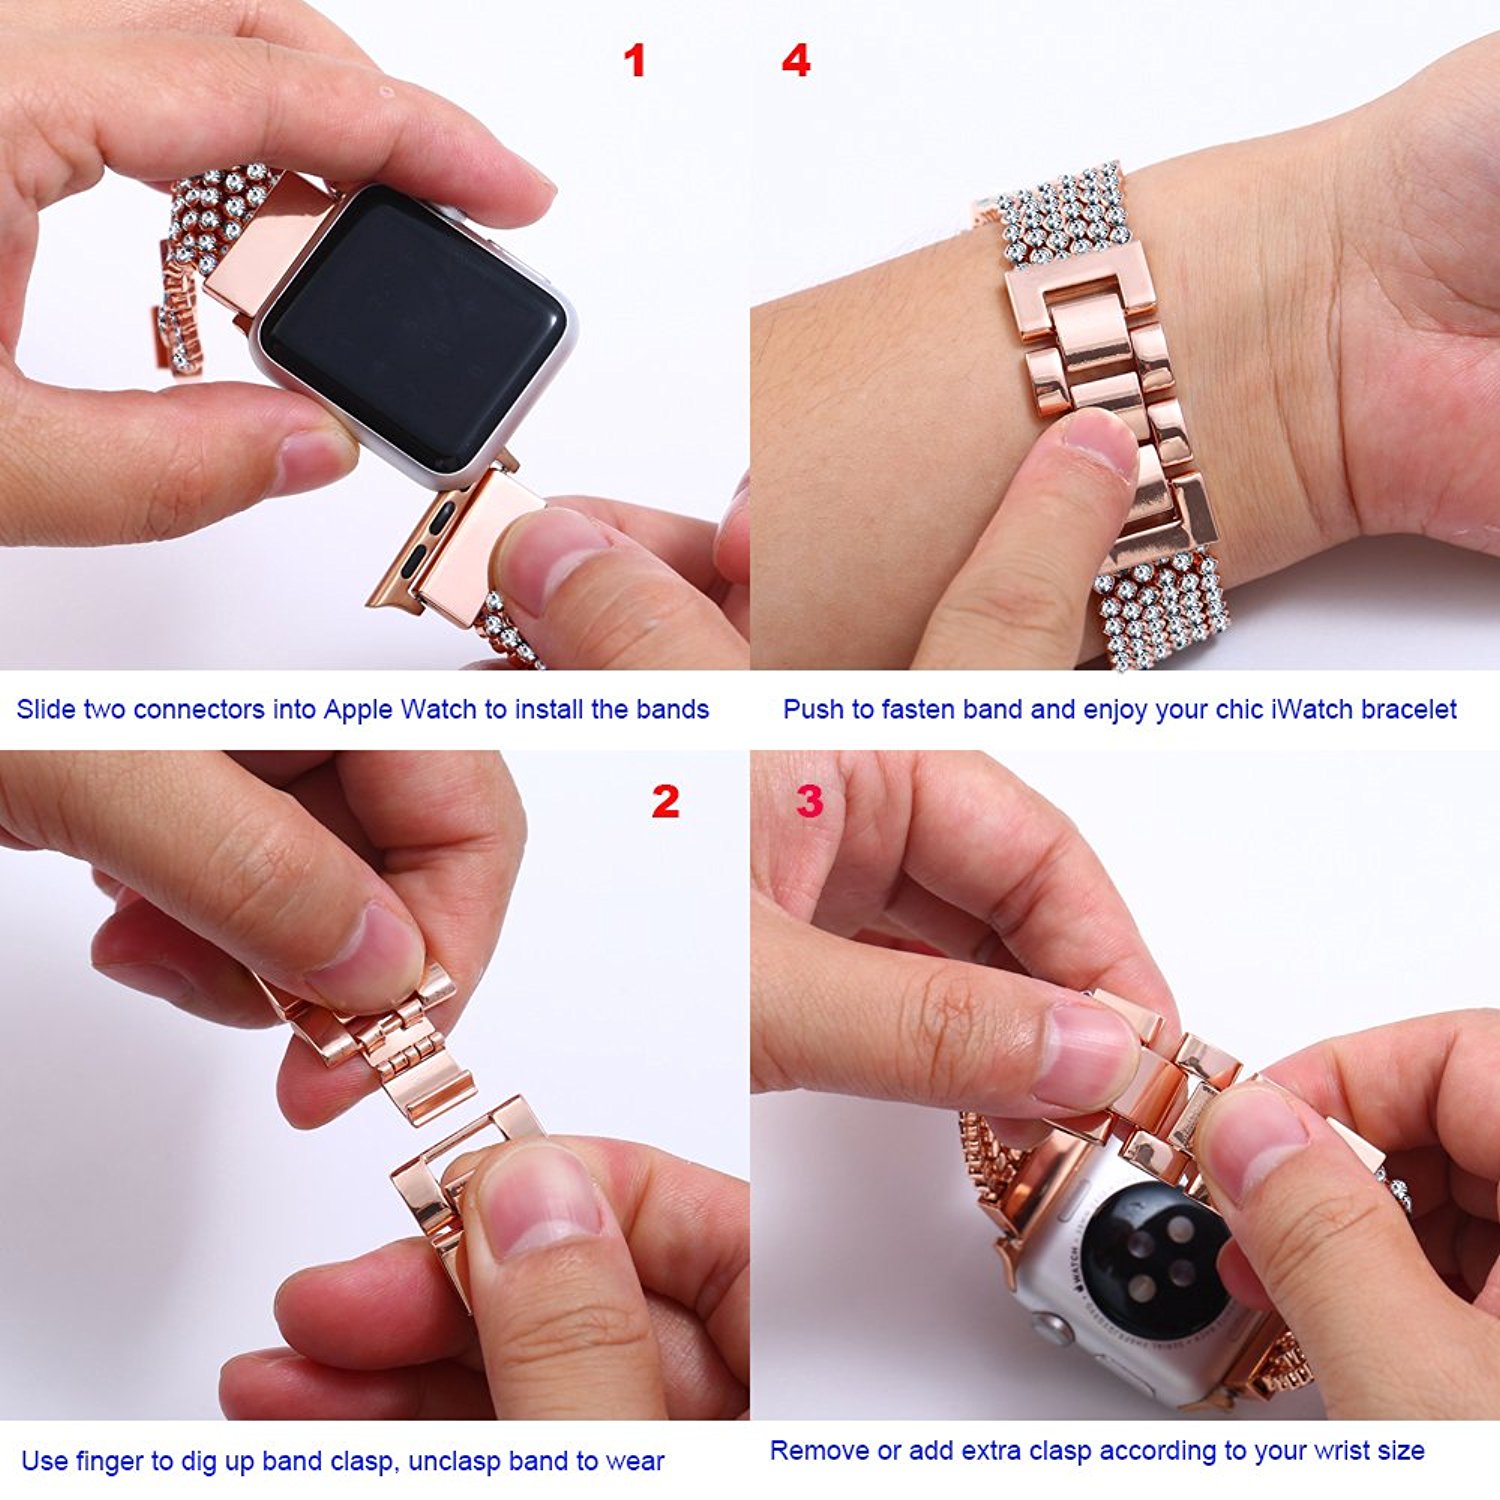 1
Slide two connectors into Apple Watch to install the bands
2
Use finger to dig up band clasp, unclasp band to wear
3
WATCH
Remove or add extra clasp according to your wrist size
4
Push to fasten band and enjoy your chic iWatch bracelet